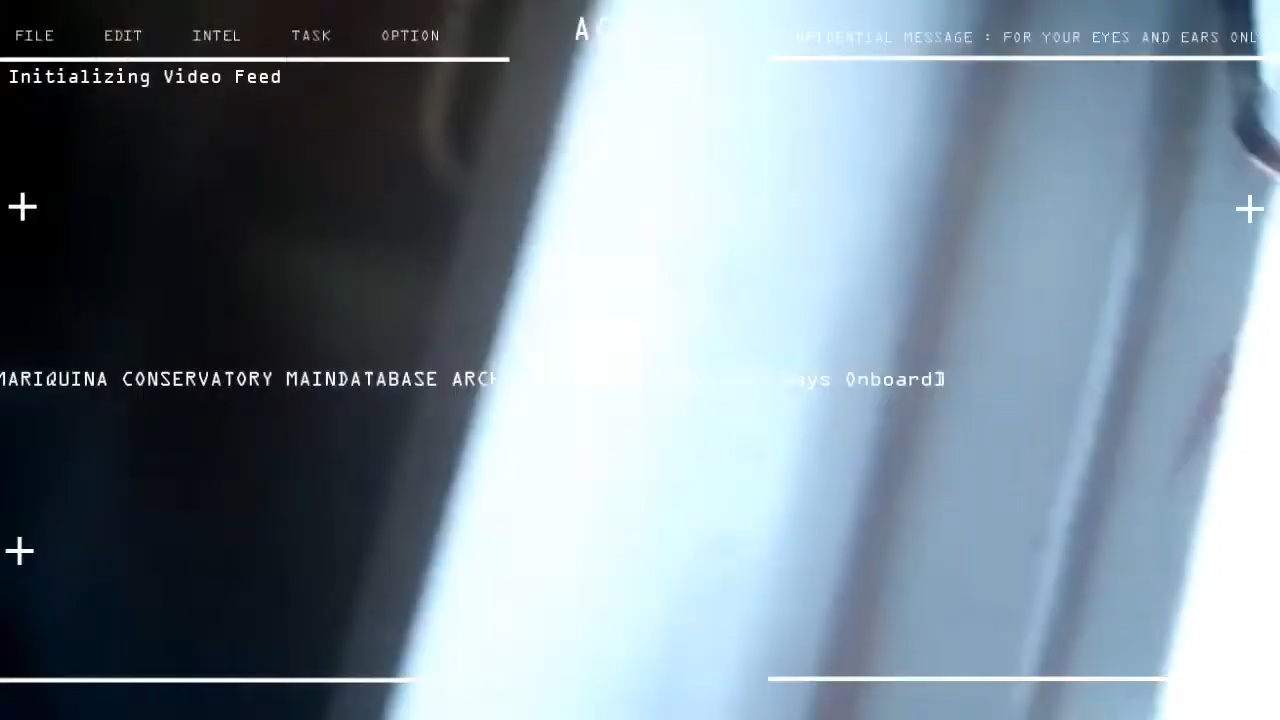 FILE EDIT INTEL TASK OPTION
MESSAGE : FOR YOUR EYES AND EARS
Initializing Video Feed
MARIQUINA CONSERVATORY MAINDATABASE
Onboard]